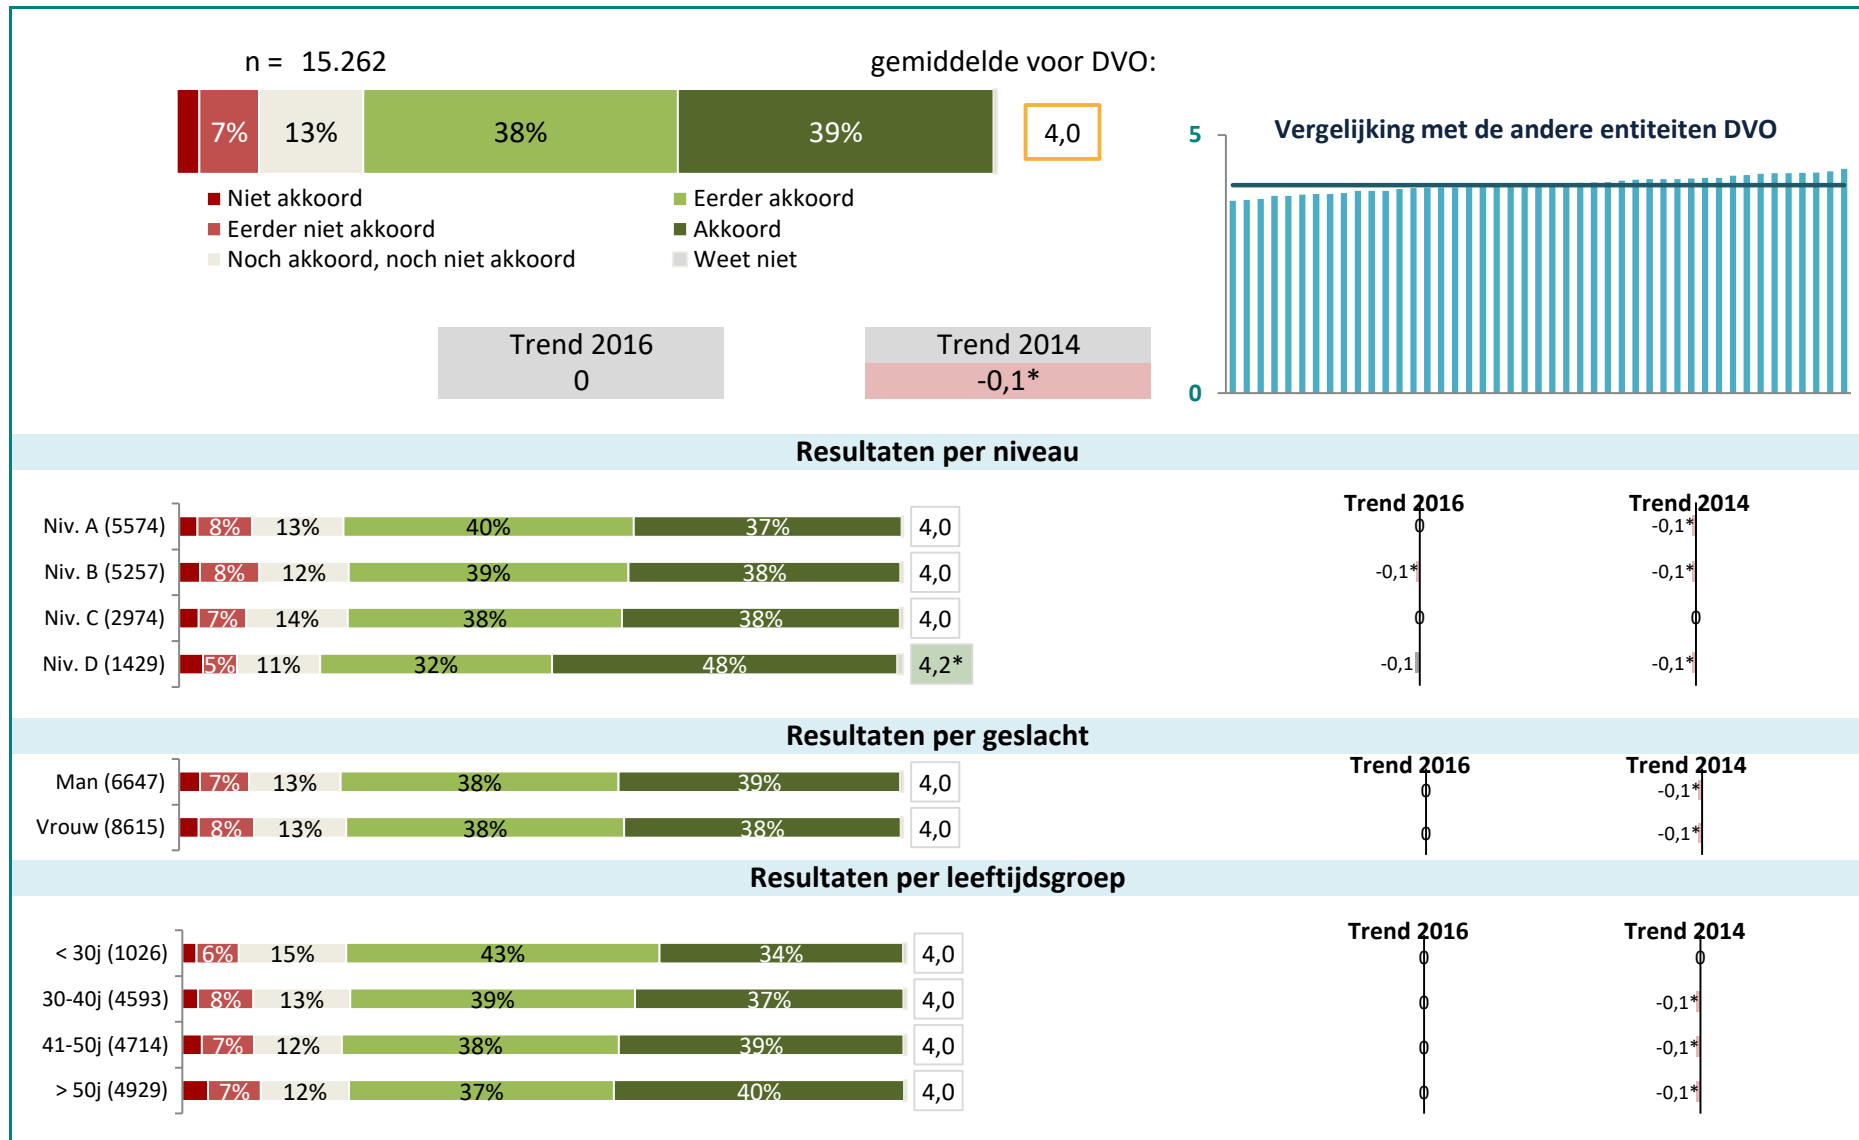 n = 15.262
gemiddelde voor DVO:
7% 13% 38% 39% 4,0
Niet akkoord
Eerder akkoord
Eerder niet akkoord
Akkoord
Noch akkoord, noch niet akkoord
Weet niet
Vergelijking met de andere entiteiten DVO
5
0
Trend 2016
0
Trend 2014
-0,1*
Resultaten per niveau
Trend 2016 Trend 2014
Niv. A (5574) 8% 13% 40% 37% 4,0 0 -0,1*
Niv. B (5257) 8% 12% 39% 38% 4,0 -0,1* -0,1*
Niv. C (2974) 7% 14% 38% 38% 4,0 0 0
Niv. D (1429) 5% 11% 32% 48% 4,2* -0,1 -0,1*
Resultaten per geslacht
Trend 2016 Trend 2014
Man (6647) 7% 13% 38% 39% 4,0 0 -0,1*
Vrouw (8615) 8% 13% 38% 38% 4,0 0 -0,1*
Resultaten per leeftijdsgroep
Trend 2016 Trend 2014
< 30j (1026) 6% 15% 43% 34% 4,0 0 0
30-40j (4593) 8% 13% 39% 37% 4,0 0 -0,1*
41-50j (4714) 7% 12% 38% 39% 4,0 0 -0,1*
> 50j (4929) 7% 12% 37% 40% 4,0 0 -0,1*